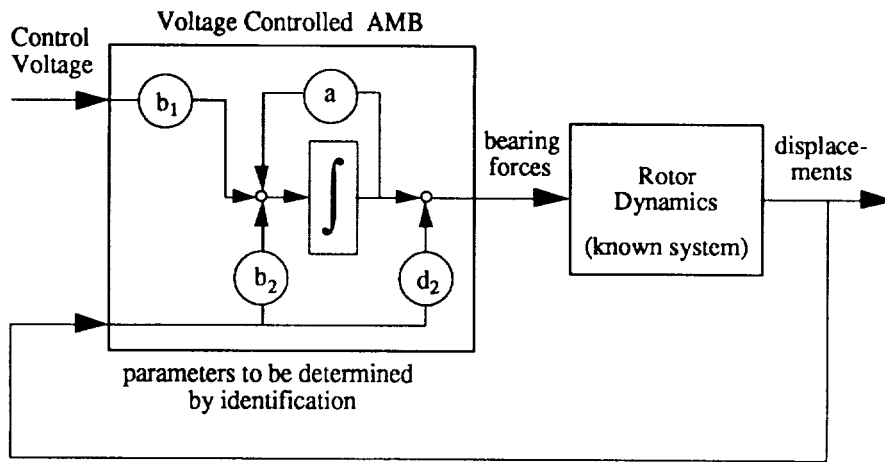 Voltage Controlled AMB
Control
Voltage
b1
a
∫
b2
d2
bearing
forces
Rotor
Dynamics
(known system)
displace-
ments
parameters to be determined
by identification